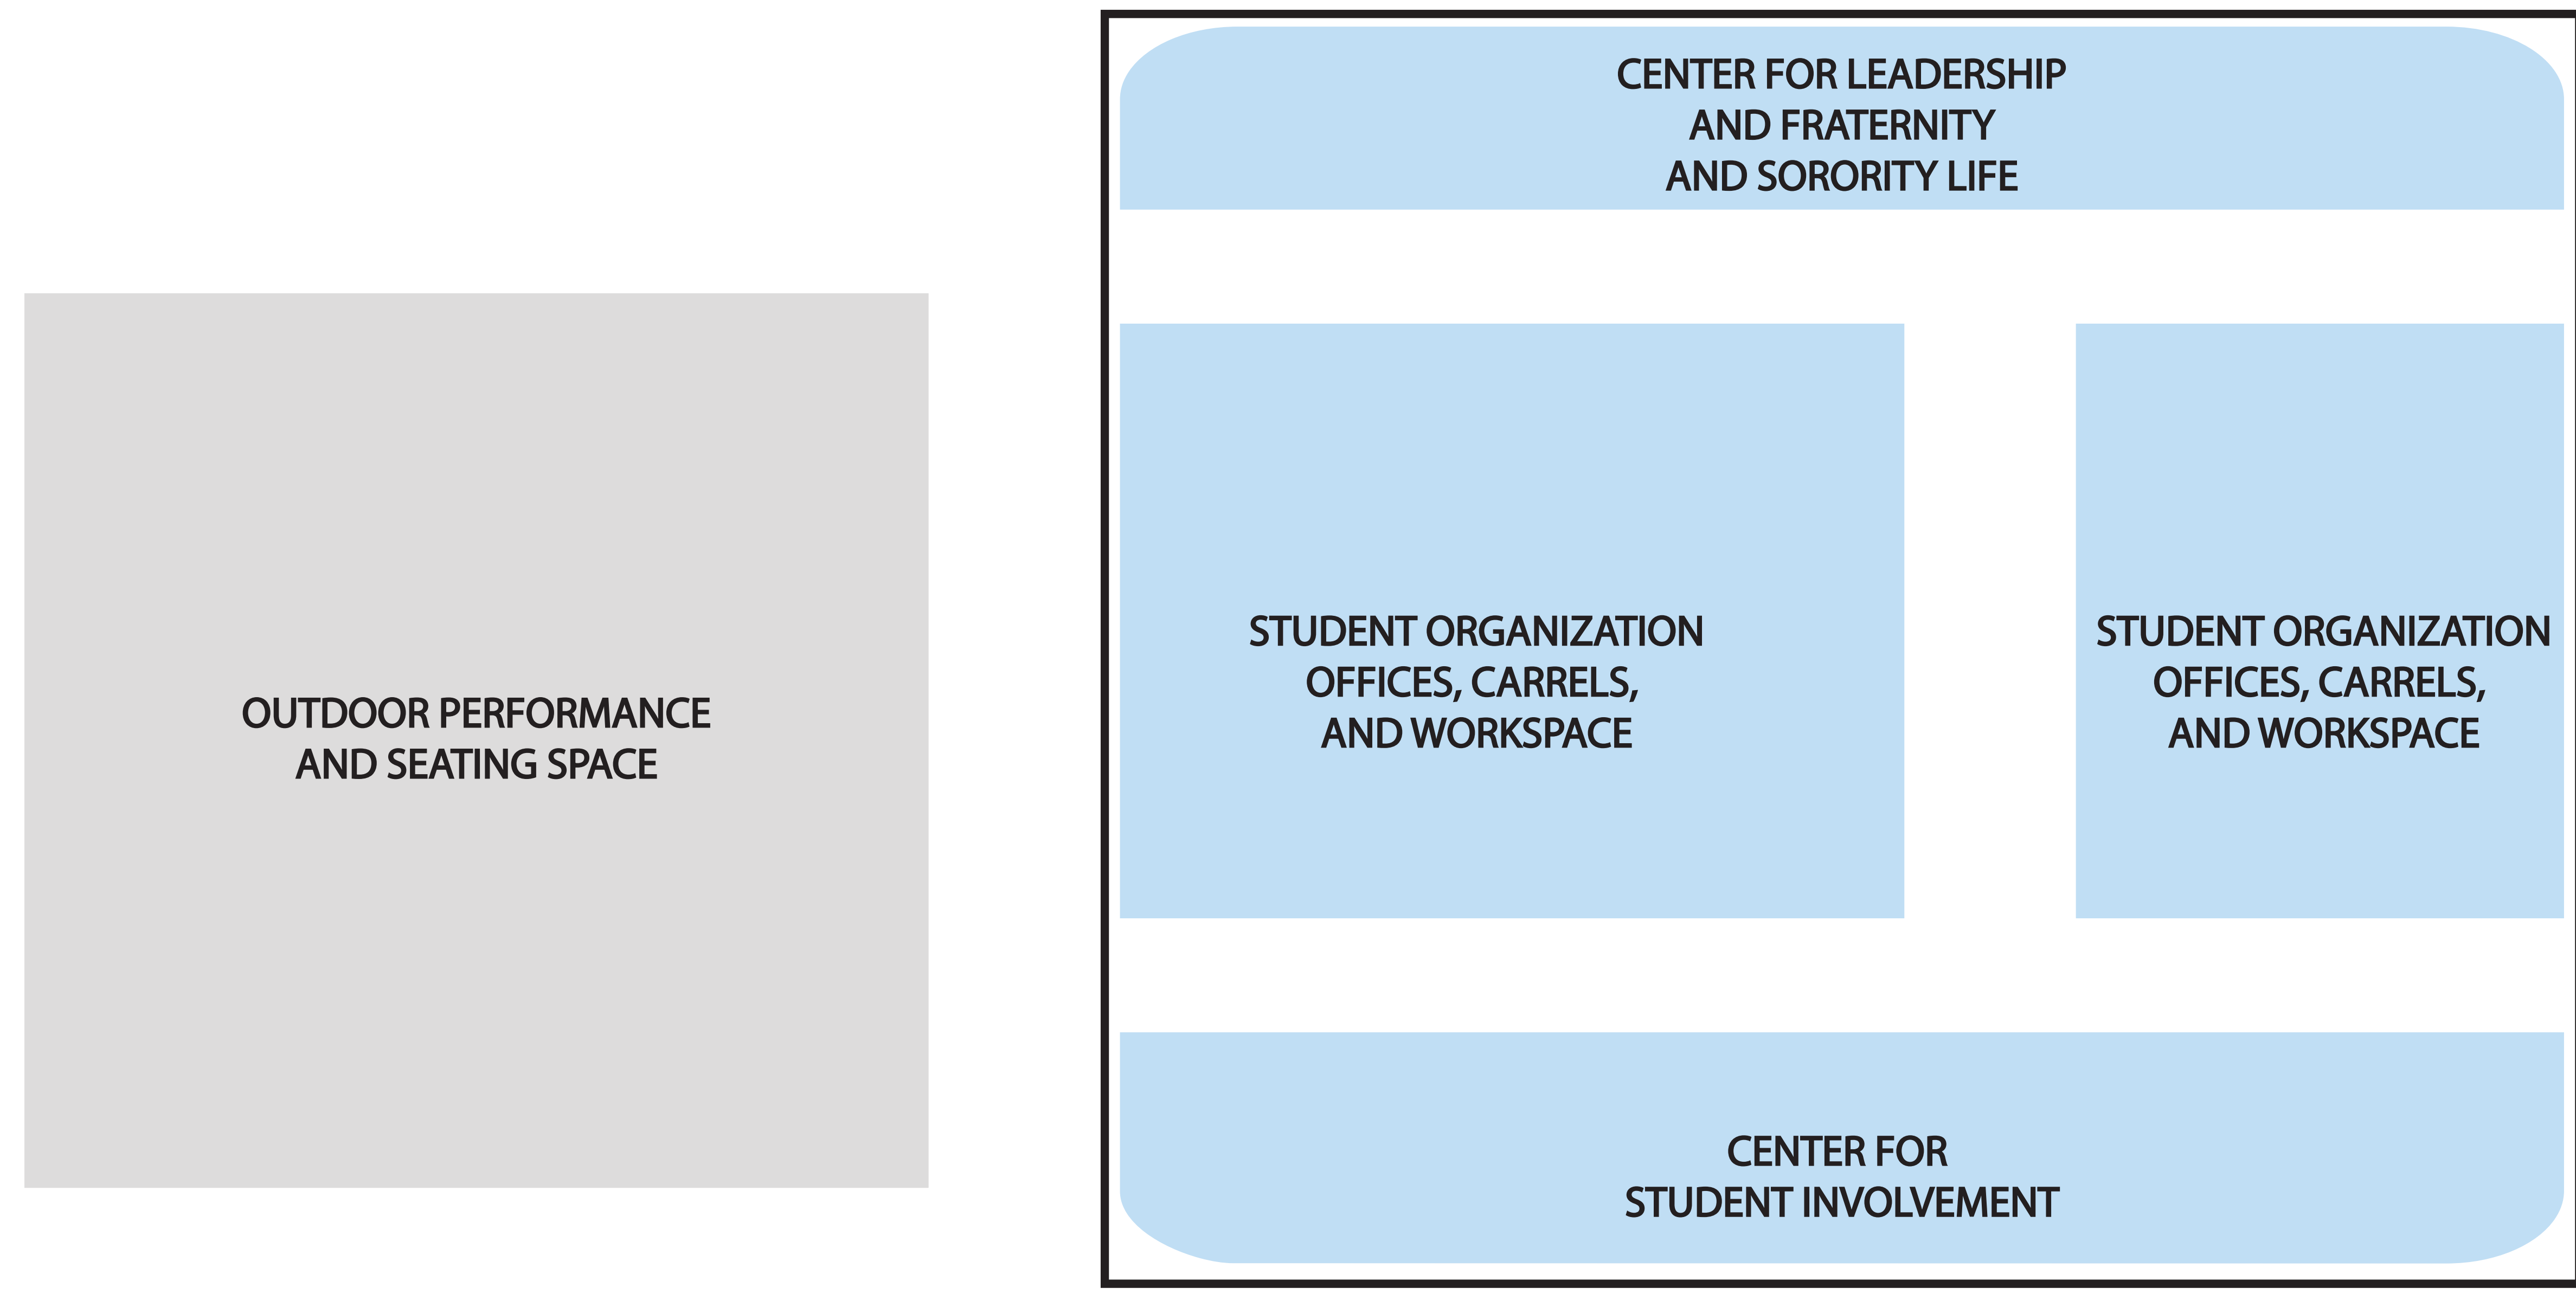 CENTER FOR LEADERSHIP
AND FRATERNITY
AND SORORITY LIFE
OUTDOOR PERFORMANCE
AND SEATING SPACE
STUDENT ORGANIZATION
OFFICES, CARRELS,
AND WORKSPACE
STUDENT ORGANIZATION
OFFICES, CARRELS,
AND WORKSPACE
CENTER FOR
STUDENT INVOLVEMENT